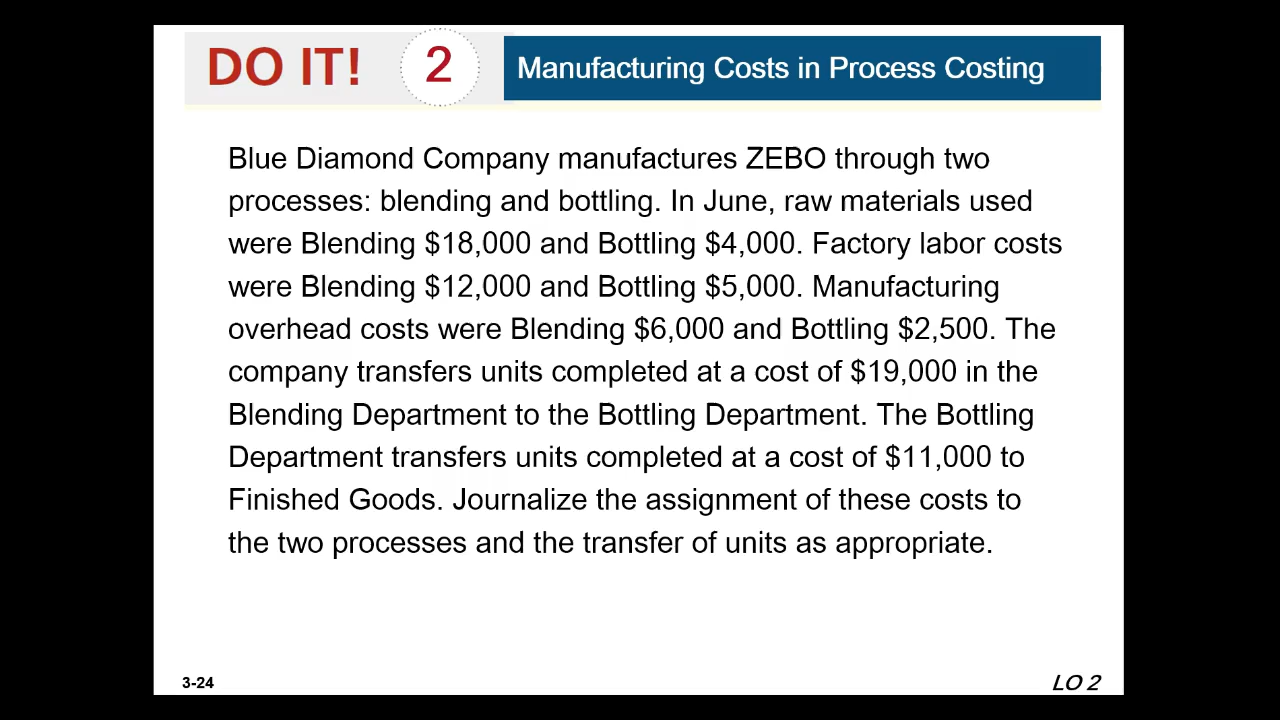 DO IT! 2 Manufacturing Costs in Process Costing
Blue Diamond Company manufactures ZEBO through two
processes: blending and bottling. In June, raw materials used
were Blending $18,000 and Bottling $4,000. Factory labor costs
were Blending $12,000 and Bottling $5,000. Manufacturing
overhead costs were Blending $6,000 and Bottling $2,500. The
company transfers units completed at a cost of $19,000 in the
Blending Department to the Bottling Department. The Bottling
Department transfers units completed at a cost of $11,000 to
Finished Goods. Journalize the assignment of these costs to
the two processes and the transfer of units as appropriate.
3-24 LO 2